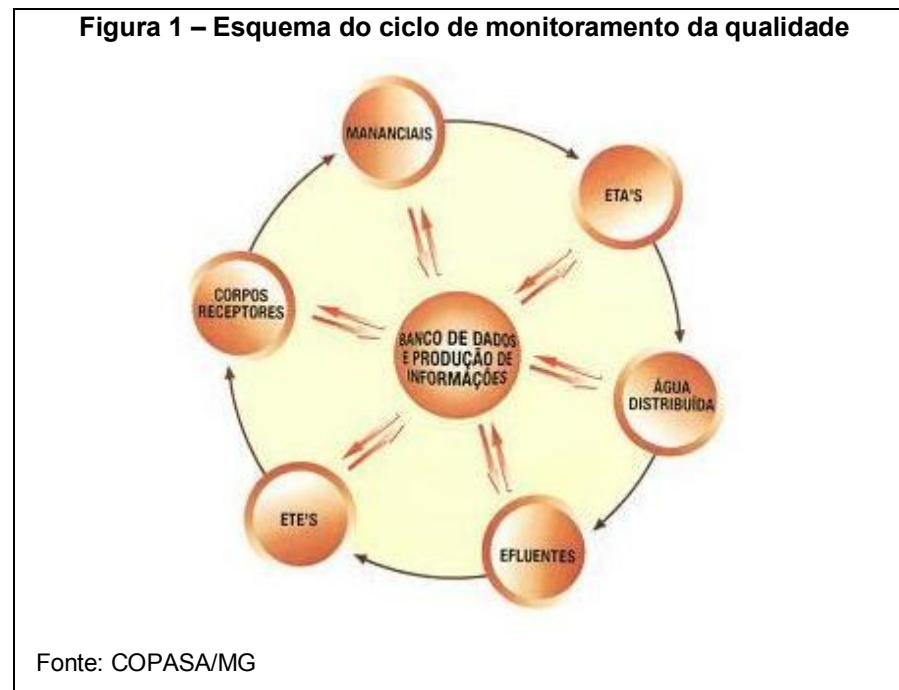 Figura 1 – Esquema do ciclo de monitoramento da qualidade
MANANCIAIS
ETA'S
CORPOS
RECEPTORES
BANCO DE DADOS
E PRODUÇÃO DE
INFORMAÇÕES
ÁGUA
DISTRIBUÍDA
ETE'S
EFLUENTES
Fonte: COPASA/MG